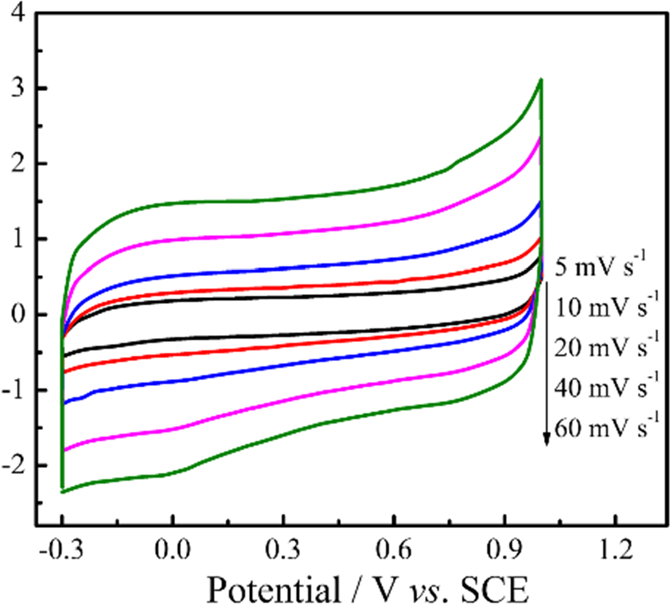 4
3
2
1
0
-1
-2
5 mV s⁻¹
10 mV s⁻¹
20 mV s⁻¹
40 mV s⁻¹
60 mV s⁻¹
-0.3 0.0 0.3 0.6 0.9 1.2
Potential / V vs. SCE